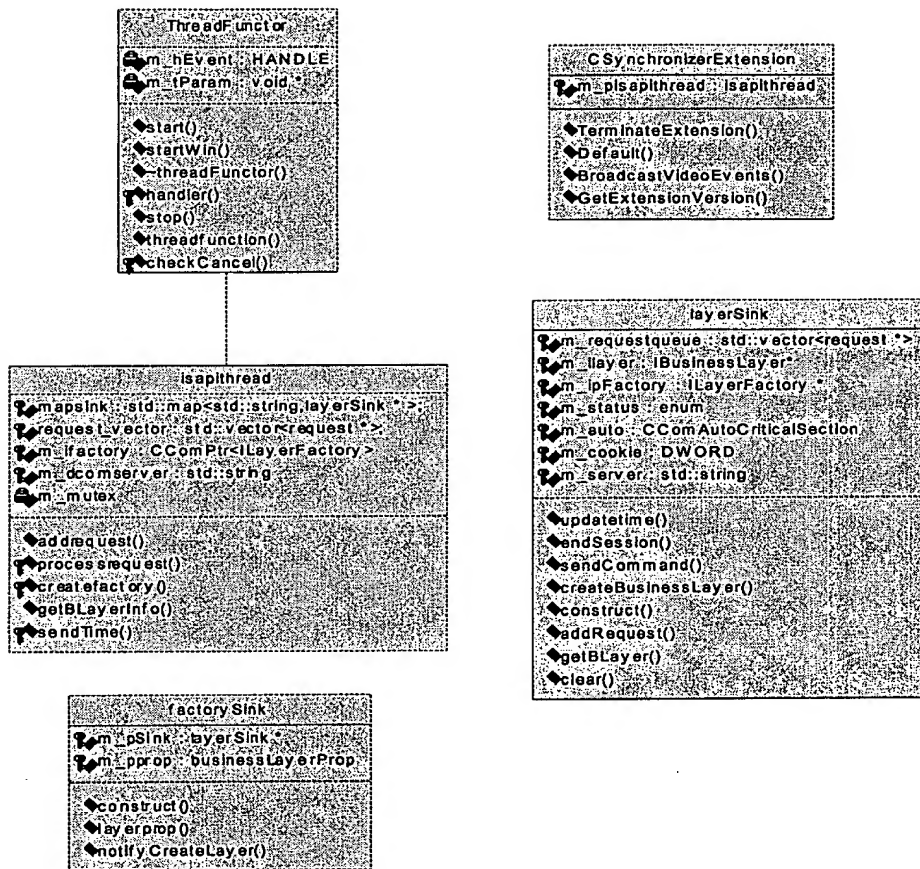 ThreadFunctor
m_hEvent : HANDLE
m_tParam : void *
start()
startWin()
~threadFunctor()
handler()
stop()
threadfunction()
checkCancel()
CSynchronizerExtension
m_pisapithread : isapithread
TerminateExtension()
Default()
BroadcastVideoEvents()
GetExtensionVersion()
isapithread
mapsink : std::map<std::string,layerSink *>
request_vector : std::vector<request *>
m_ifactory : CComPtr<ILayerFactory>
m_dcomserver : std::string
m_mutex
addrequest()
processrequest()
createfactory()
getBLayerInfo()
sendTime()
layerSink
m_requestqueue : std::vector<request *>
m_ilayer : IBusinessLayer*
m_ipFactory : ILayerFactory *
m_status : enum
m_auto : CComAutoCriticalSection
m_cookie : DWORD
m_server : std::string
updatetime()
endSession()
sendCommand()
createBusinessLayer()
construct()
addRequest()
getBLayer()
clear()
factorySink
m_pSink : layerSink *
m_pprop : businessLayerProp
construct()
layerprop()
notifyCreateLayer()